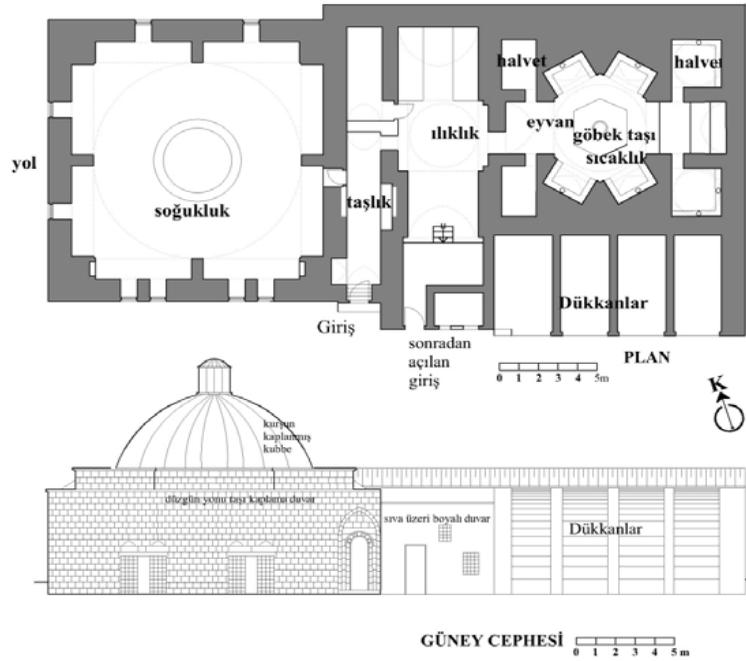 halvet
halvet
eyvan
göbek taşı
sıcaklık
ılıklık
yol
soğukluk
taşlık
Dükkanlar
Giriş
sonradan
açılan
giriş
PLAN
0 1 2 3 4 5m
K
kurşun
kaplanmış
kubbe
düzgün yonu taşı kaplama duvar
sıva üzeri boyalı duvar
Dükkanlar
GÜNEY CEPHESİ
0 1 2 3 4 5 m